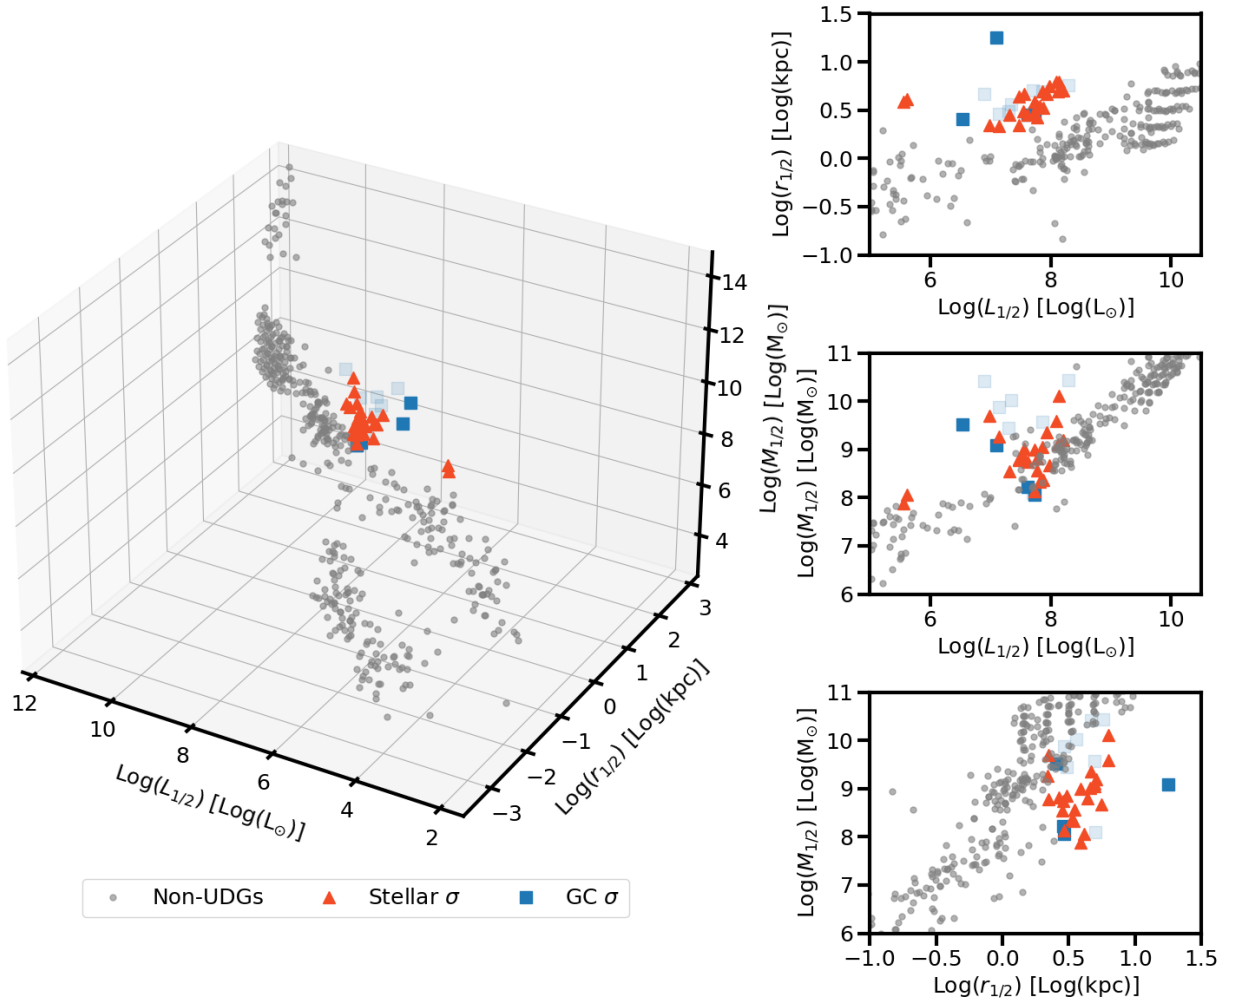 14
12
10
8
6
4
Log(M1/2) [Log(M⊙)]
12
10
8
6
4
2
Log(L1/2) [Log(L⊙)]
−3
−2
−1
0
1
2
3
Log(r1/2) [Log(kpc)]
Non-UDGs
Stellar σ
GC σ
1.5
1.0
0.5
0.0
−0.5
−1.0
Log(r1/2) [Log(kpc)]
6 8 10
Log(L1/2) [Log(L⊙)]
11
10
9
8
7
6
Log(M1/2) [Log(M⊙)]
6 8 10
Log(L1/2) [Log(L⊙)]
11
10
9
8
7
6
Log(M1/2) [Log(M⊙)]
−1.0 −0.5 0.0 0.5 1.0 1.5
Log(r1/2) [Log(kpc)]